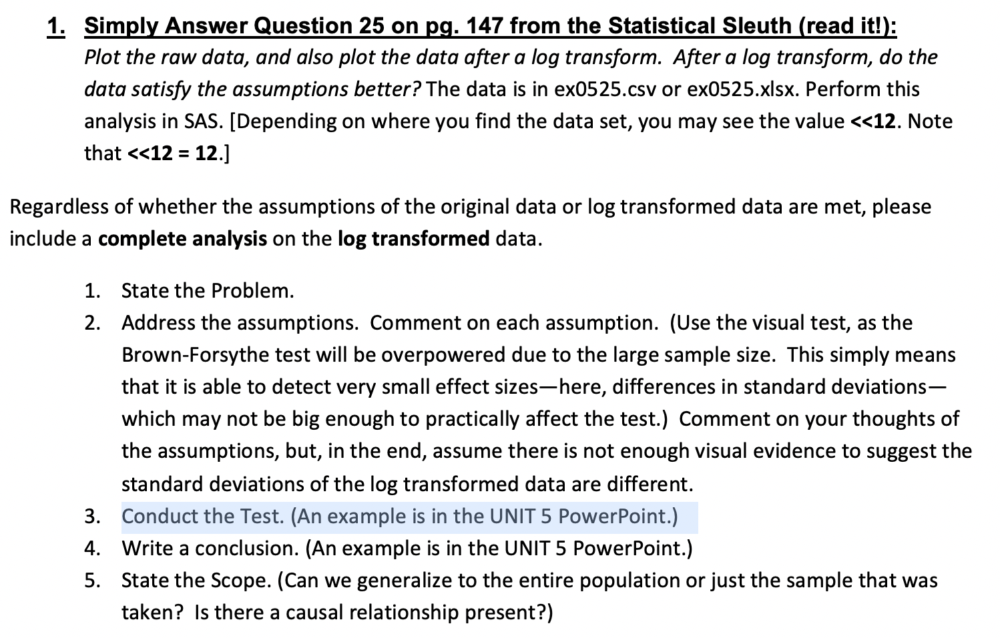 1. Simply Answer Question 25 on pg. 147 from the Statistical Sleuth (read it!):
Plot the raw data, and also plot the data after a log transform. After a log transform, do the
data satisfy the assumptions better? The data is in ex0525.csv or ex0525.xlsx. Perform this
analysis in SAS. [Depending on where you find the data set, you may see the value <<12. Note
that <<12 = 12.]
Regardless of whether the assumptions of the original data or log transformed data are met, please
include a complete analysis on the log transformed data.
1. State the Problem.
2. Address the assumptions. Comment on each assumption. (Use the visual test, as the
Brown-Forsythe test will be overpowered due to the large sample size. This simply means
that it is able to detect very small effect sizes—here, differences in standard deviations—
which may not be big enough to practically affect the test.) Comment on your thoughts of
the assumptions, but, in the end, assume there is not enough visual evidence to suggest the
standard deviations of the log transformed data are different.
3. Conduct the Test. (An example is in the UNIT 5 PowerPoint.)
4. Write a conclusion. (An example is in the UNIT 5 PowerPoint.)
5. State the Scope. (Can we generalize to the entire population or just the sample that was
taken? Is there a causal relationship present?)